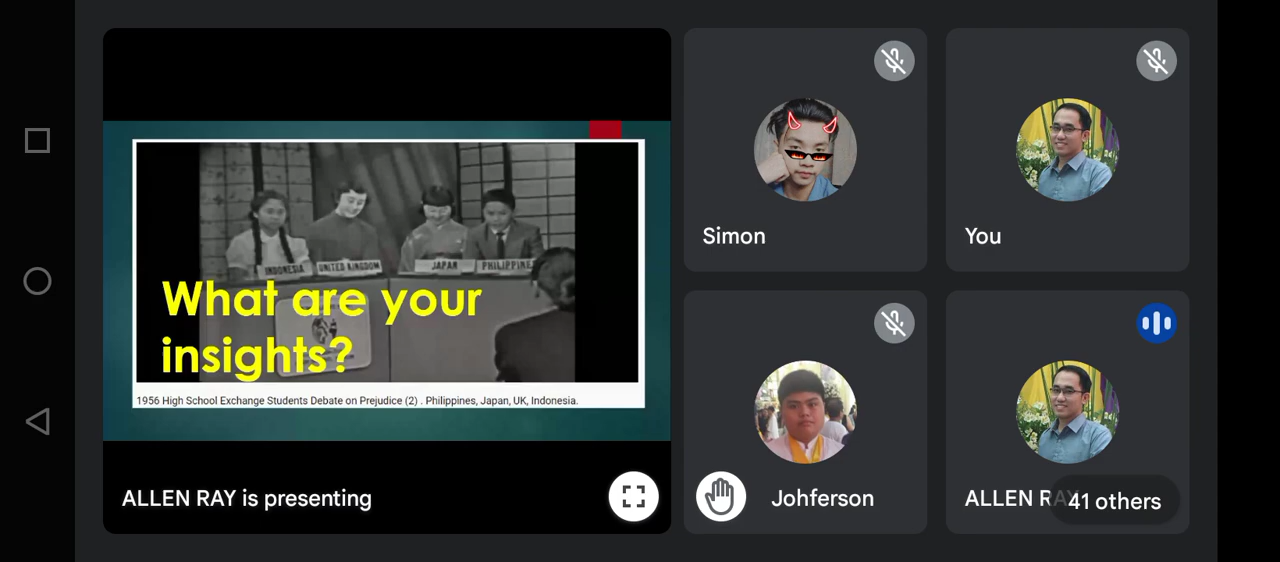 INDONESIA
UNITED KINGDOM
JAPAN
PHILIPPINE
What are your
insights?
1956 High School Exchange Students Debate on Prejudice (2) . Philippines, Japan, UK, Indonesia.
ALLEN RAY is presenting
Simon
You
Johferson
ALLEN RAY
41 others